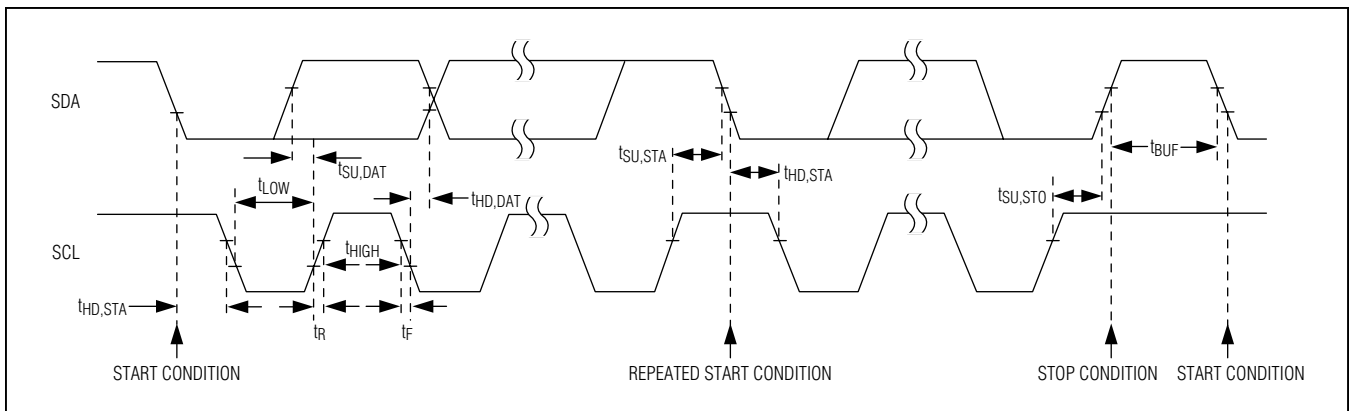 SDA
tSU,DAT
tLOW
tHD,DAT
tSU,STA
tHD,STA
tBUF
tSU,STO
SCL
tHIGH
tHD,STA
tR
tF
START CONDITION
REPEATED START CONDITION
STOP CONDITION
START CONDITION